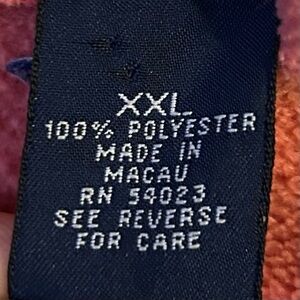 XXL
100% POLYESTER
MADE IN
MACAU
RN 54023
SEE REVERSE
FOR CARE